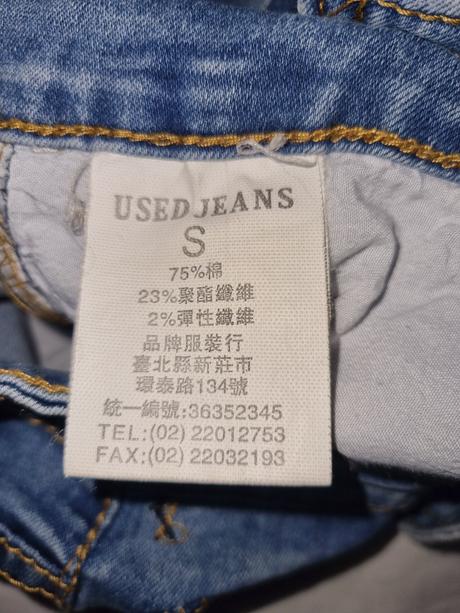 USED JEANS
S
75%棉
23%聚酯纖維
2%彈性纖維
品牌服裝行
臺北縣新莊市
環泰路134號
統一編號:36352345
TEL:(02) 22012753
FAX:(02) 22032193